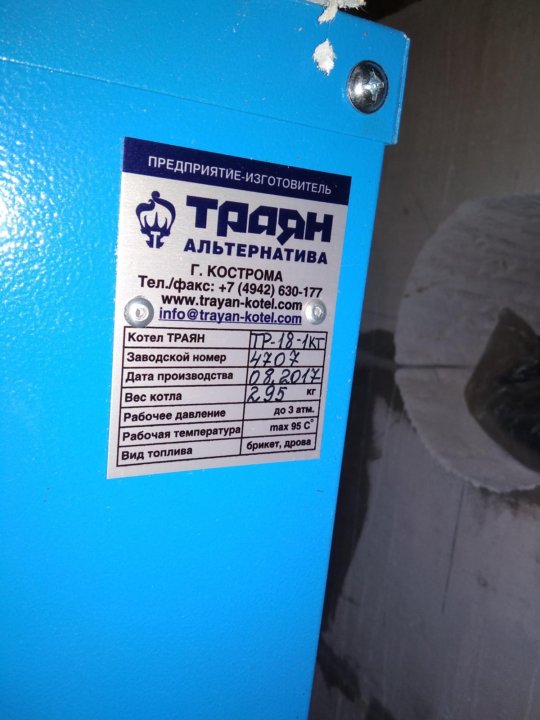 ПРЕДПРИЯТИЕ-ИЗГОТОВИТЕЛЬ
ТРАЯН
АЛЬТЕРНАТИВА
Г. КОСТРОМА
Тел./факс: +7 (4942) 630-177
www.trayan-kotel.com
info@trayan-kotel.com
Котел ТРАЯН ТР-18-1КТ
Заводской номер 4707
Дата производства 08.2017
Вес котла 295 кг
Рабочее давление до 3 атм.
Рабочая температура max 95 C°
Вид топлива брикет, дрова